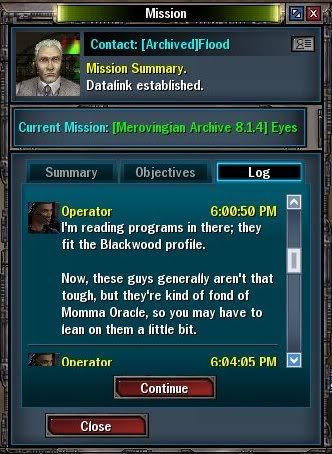 Mission
Contact: [Archived]Flood
Mission Summary.
Datalink established.
Current Mission: [Merovingian Archive 8.1.4] Eyes
Summary
Objectives
Log
Operator 6:00:50 PM
I'm reading programs in there; they
fit the Blackwood profile.
Now, these guys generally aren't that
tough, but they're kind of fond of
Momma Oracle, so you may have to
lean on them a little bit.
Operator 6:04:05 PM
Continue
Close